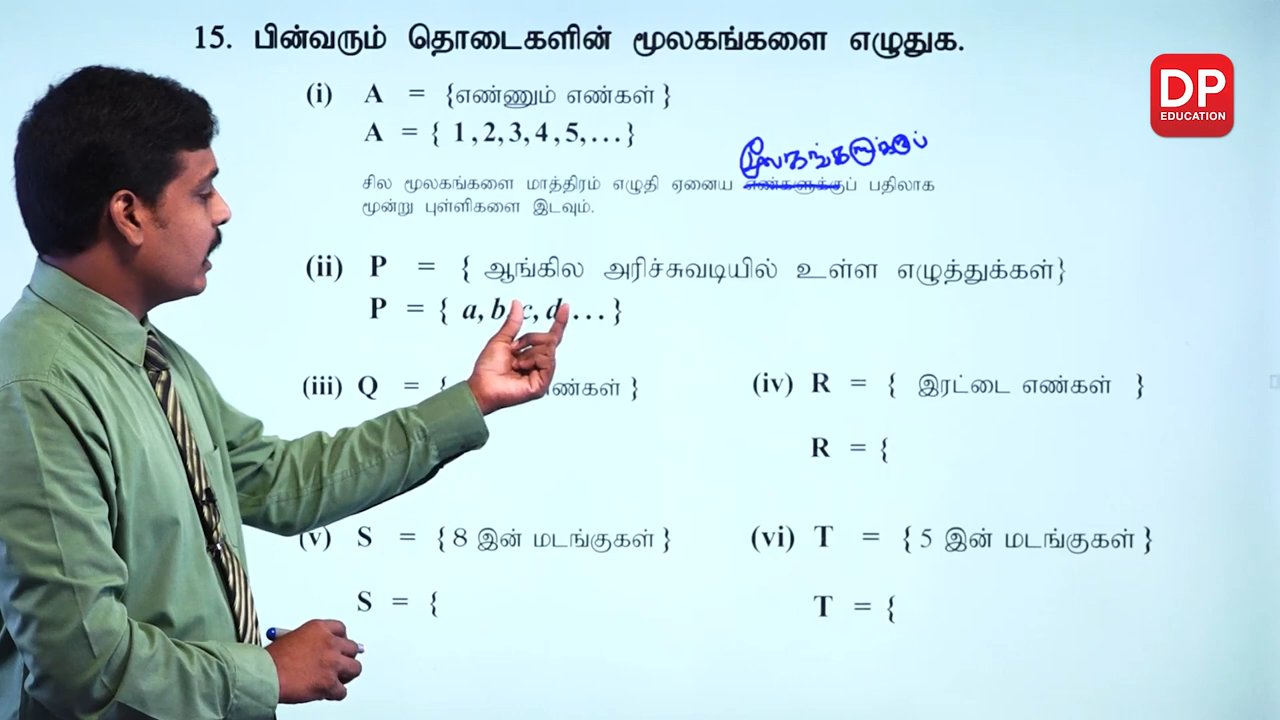 15. பின்வரும் தொடைகளின் மூலகங்களை எழுதுக.
DP
EDUCATION
(i) A = {எண்ணும் எண்கள் }
A = { 1 , 2, 3, 4 , 5, . . . }
மூலகங்களுக்குப்
சில மூலகங்களை மாத்திரம் எழுதி ஏனைய எண்களுக்குப் பதிலாக
மூன்று புள்ளிகளை இடவும்.
(ii) P = { ஆங்கில அரிச்சுவடியில் உள்ள எழுத்துக்கள்}
P = { a, b, c, d, . . . }
(iii) Q = { எண்கள் }
(iv) R = { இரட்டை எண்கள் }
R = {
(v) S = { 8 இன் மடங்குகள் }
(vi) T = { 5 இன் மடங்குகள் }
S = {
T = {